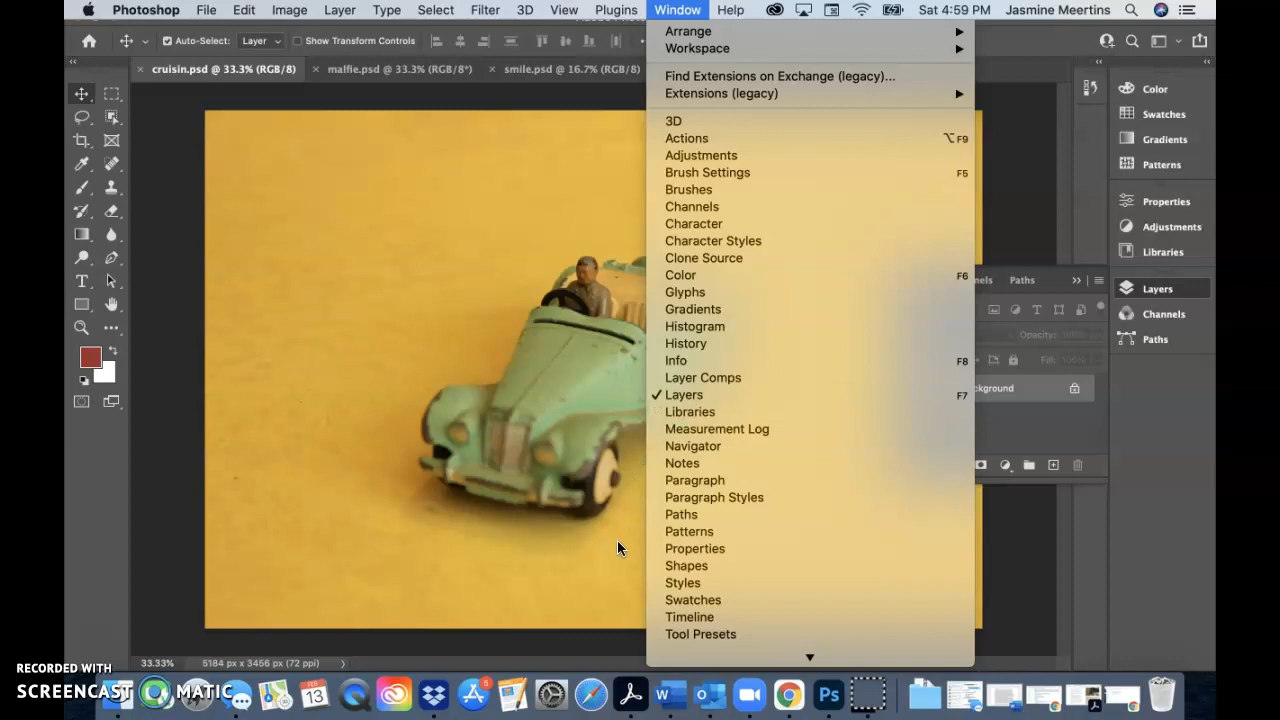 Photoshop File Edit Image Layer Type Select Filter 3D View Plugins Window Help Sat 4:59 PM Jasmine Meertins
Auto-Select: Layer Show Transform Controls
× cruisin.psd @ 33.3% (RGB/8) × malfie.psd @ 33.3% (RGB/8*) × smile.psd @ 16.7% (RGB/8)
Arrange
Workspace
Find Extensions on Exchange (legacy)...
Extensions (legacy)
3D
Actions ⌥F9
Adjustments
Brush Settings F5
Brushes
Channels
Character
Character Styles
Clone Source
Color F6
Glyphs
Gradients
Histogram
History
Info F8
Layer Comps
✓ Layers F7
Libraries
Measurement Log
Navigator
Notes
Paragraph
Paragraph Styles
Paths
Patterns
Properties
Shapes
Styles
Swatches
Timeline
Tool Presets
Color
Swatches
Gradients
Patterns
Properties
Adjustments
Libraries
Layers
Channels
Paths
nels Paths
Opacity: 100%
Fill: 100%
ckground
33.33% 5184 px x 3456 px (72 ppi)
RECORDED WITH
SCREENCAST MATIC
FEB
13
5
Ps